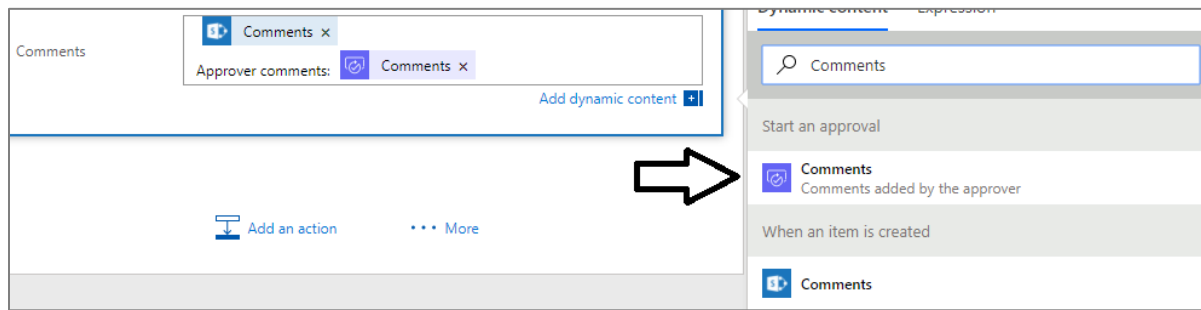 Comments
Comments x
Approver comments: Comments x
Add dynamic content
Add an action
••• More
Dynamic content Expression
Comments
Start an approval
Comments
Comments added by the approver
When an item is created
Comments